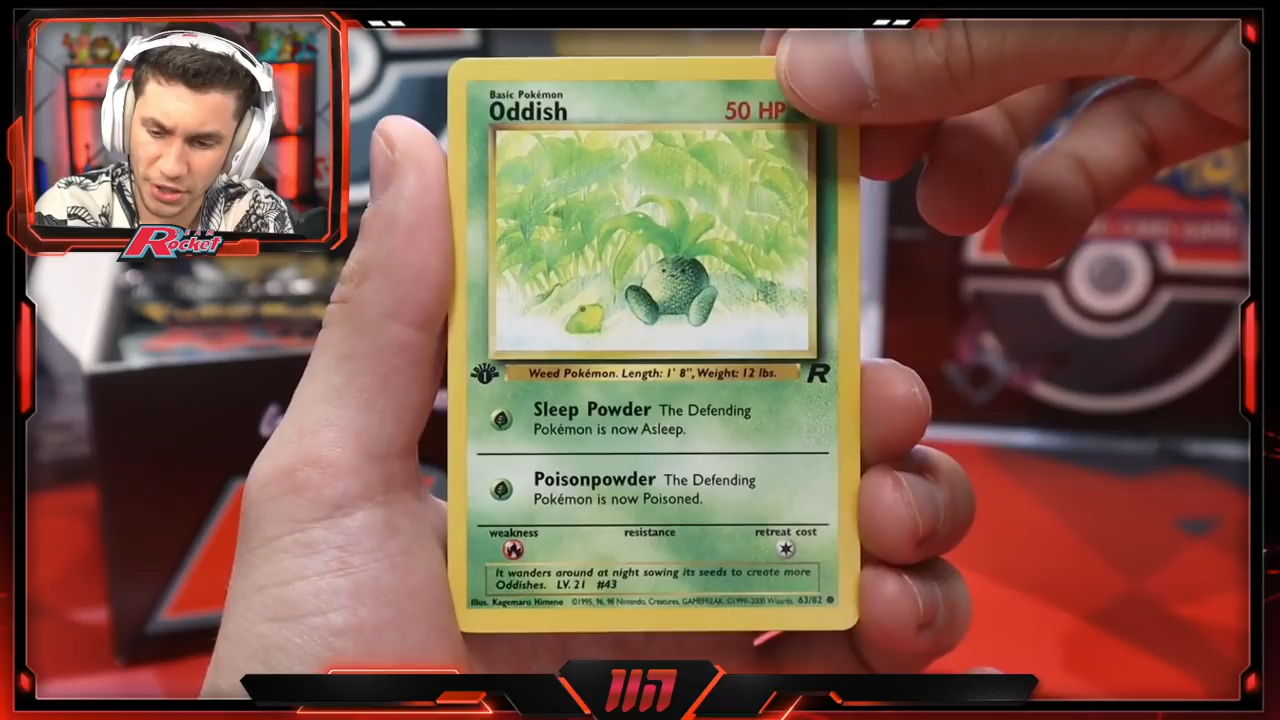 Basic Pokémon
Oddish
50 HP
1
Weed Pokémon. Length: 1' 8", Weight: 12 lbs.
R
Sleep Powder The Defending
Pokémon is now Asleep.
Poisonpowder The Defending
Pokémon is now Poisoned.
weakness
resistance
retreat cost
It wanders around at night sowing its seeds to create more
Oddishes. LV. 21 #43
Illus. Kagemaru Himeno ©1995, 96, 98 Nintendo, Creatures, GAMEFREAK. ©1999-2000 Wizards. 63/82
Rocket